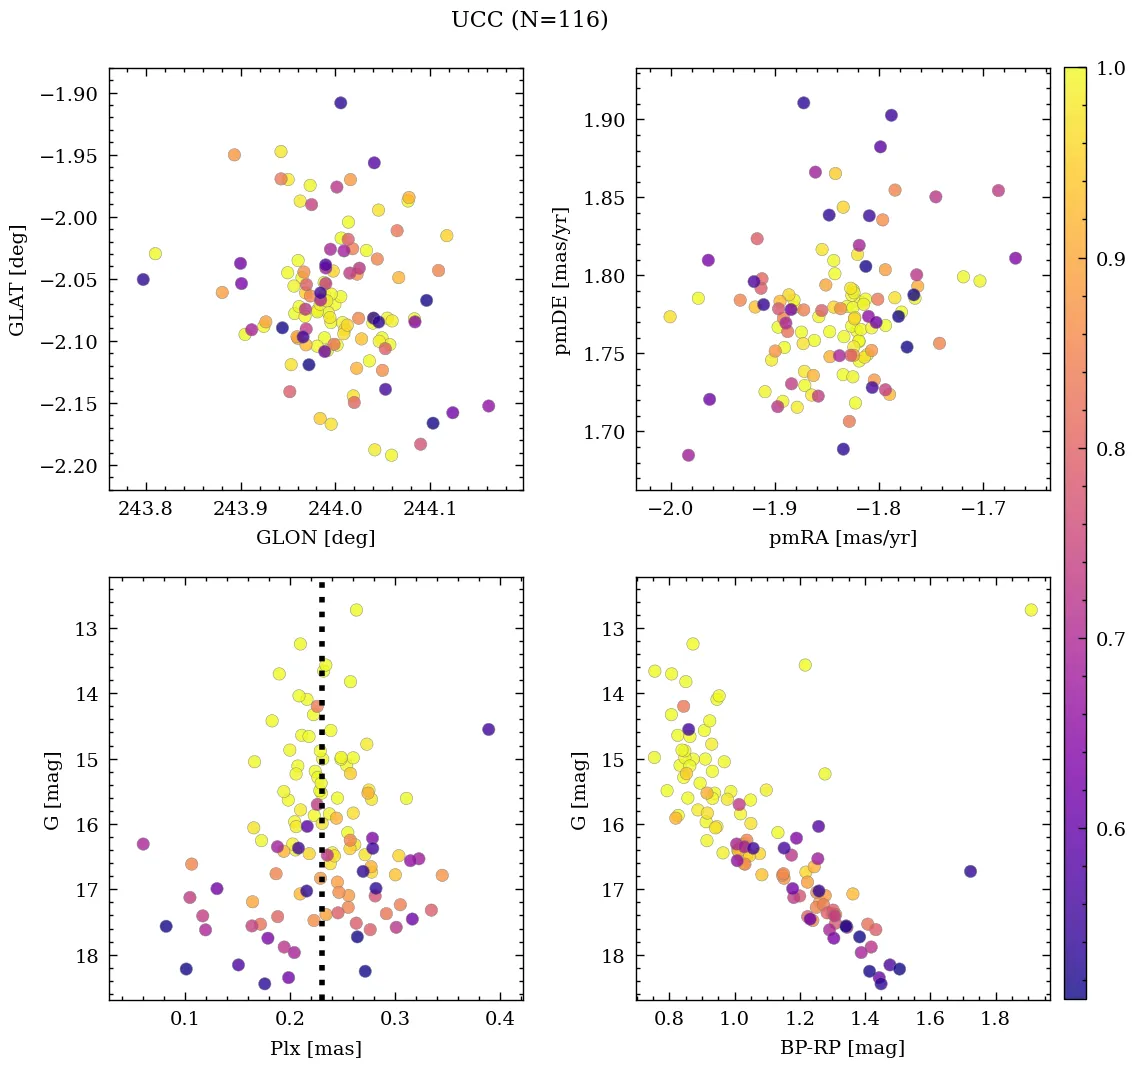 UCC (N=116)
−1.90
−1.95
−2.00
−2.05
−2.10
−2.15
−2.20
GLAT [deg]
243.8 243.9 244.0 244.1
GLON [deg]
1.90
1.85
1.80
1.75
1.70
pmDE [mas/yr]
−2.0 −1.9 −1.8 −1.7
pmRA [mas/yr]
1.0
0.9
0.8
0.7
0.6
13
14
15
16
17
18
G [mag]
0.1 0.2 0.3 0.4
Plx [mas]
13
14
15
16
17
18
G [mag]
0.8 1.0 1.2 1.4 1.6 1.8
BP-RP [mag]